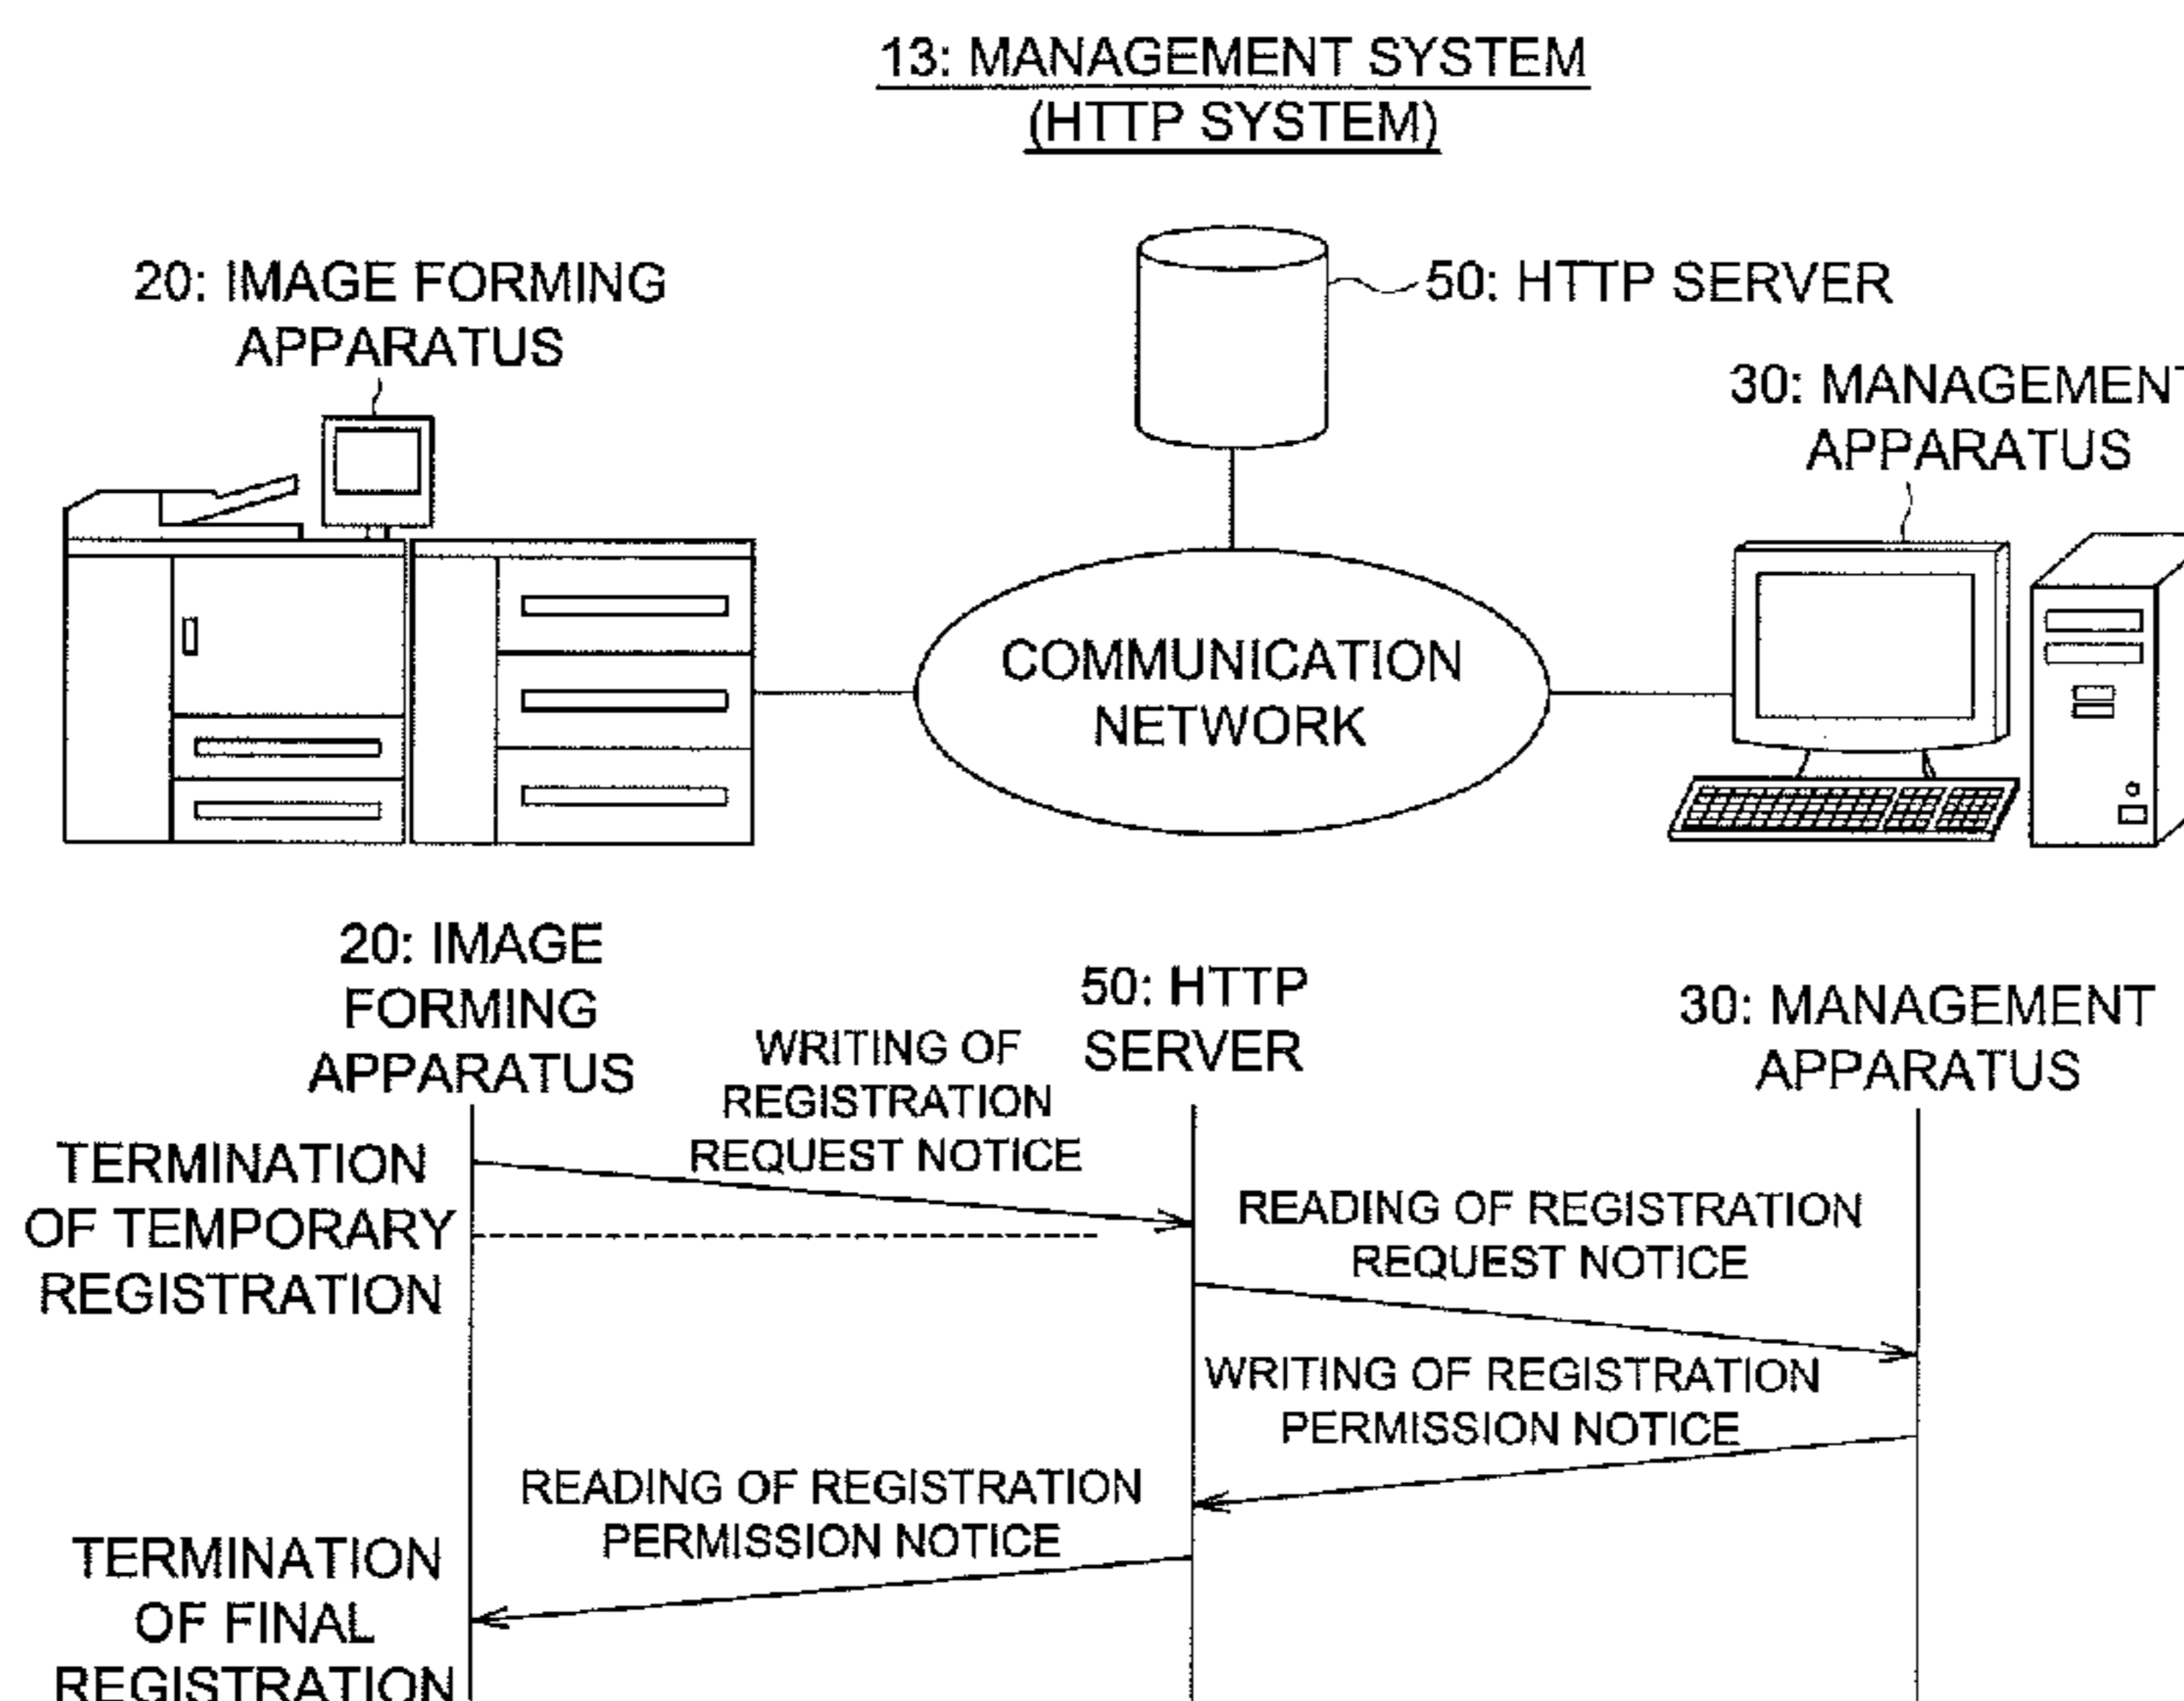 13: MANAGEMENT SYSTEM
(HTTP SYSTEM)
20: IMAGE FORMING
APPARATUS
50: HTTP SERVER
30: MANAGEMENT
APPARATUS
COMMUNICATION
NETWORK
20: IMAGE
FORMING
APPARATUS
50: HTTP
SERVER
30: MANAGEMENT
APPARATUS
WRITING OF
REGISTRATION
REQUEST NOTICE
TERMINATION
OF TEMPORARY
REGISTRATION
READING OF REGISTRATION
REQUEST NOTICE
WRITING OF REGISTRATION
PERMISSION NOTICE
READING OF REGISTRATION
PERMISSION NOTICE
TERMINATION
OF FINAL
REGISTRATION